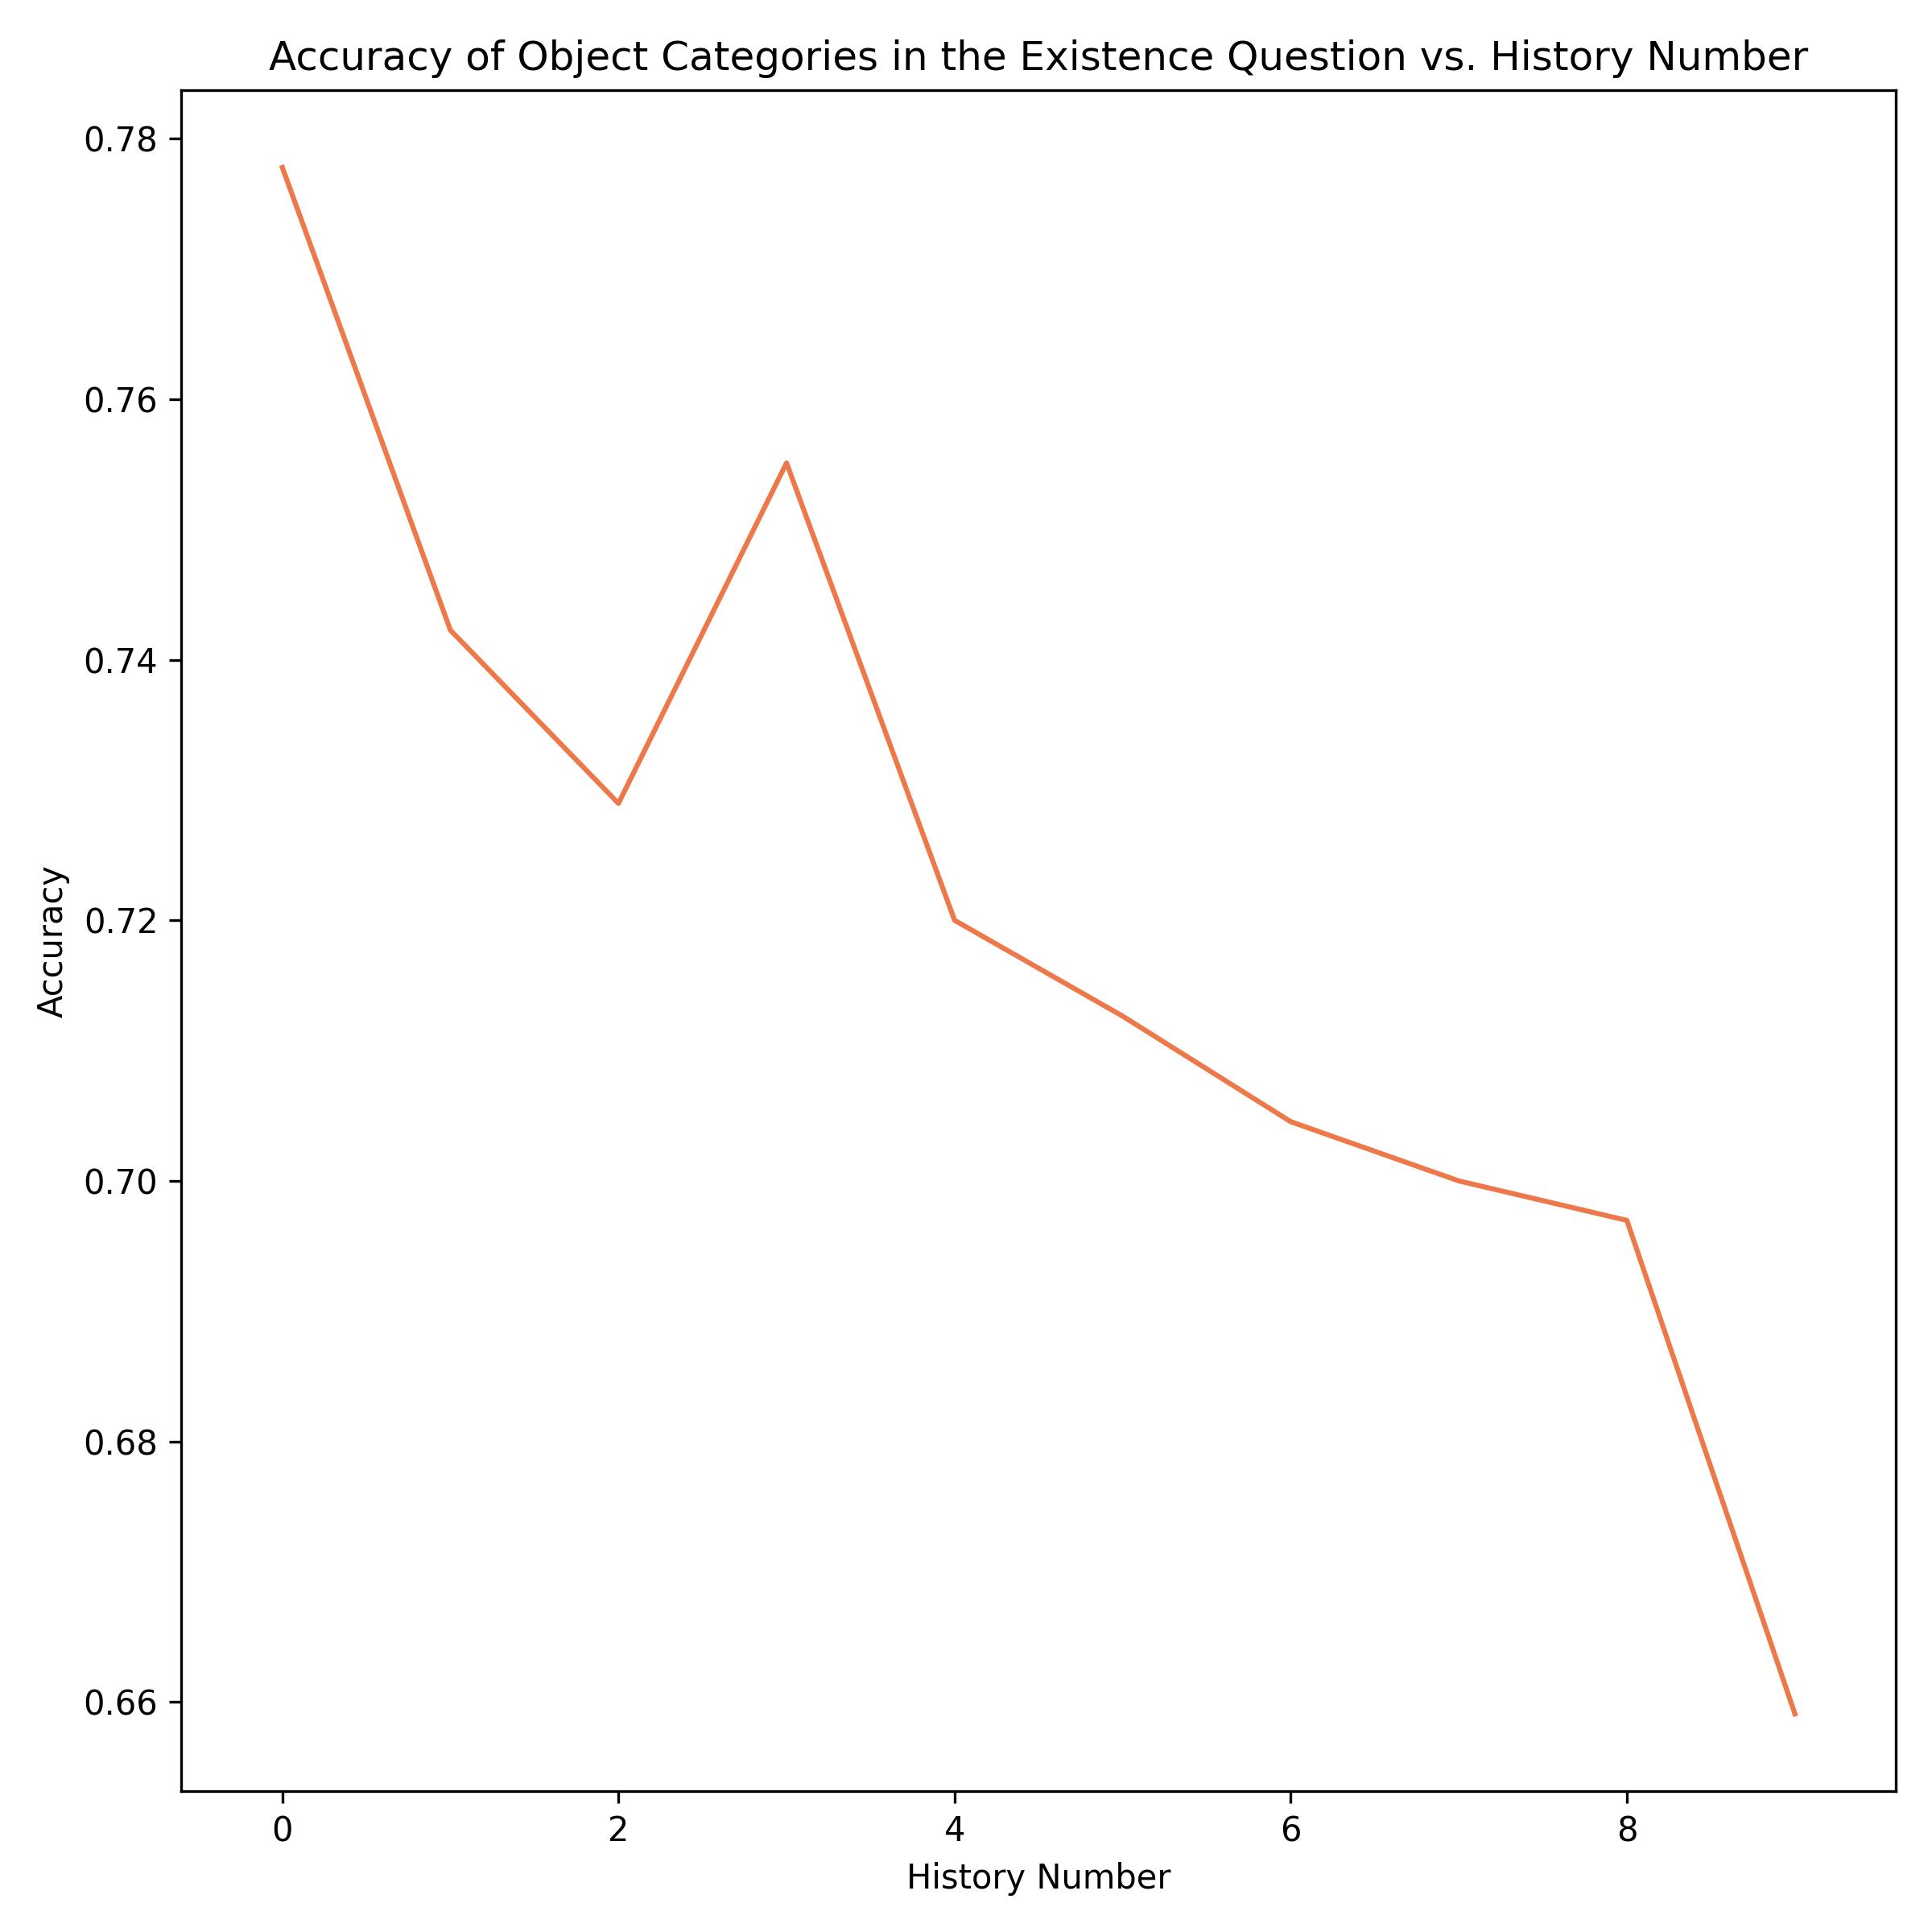 Accuracy of Object Categories in the Existence Question vs. History Number
0.78
0.76
0.74
0.72
0.70
0.68
0.66
Accuracy
0 2 4 6 8
History Number